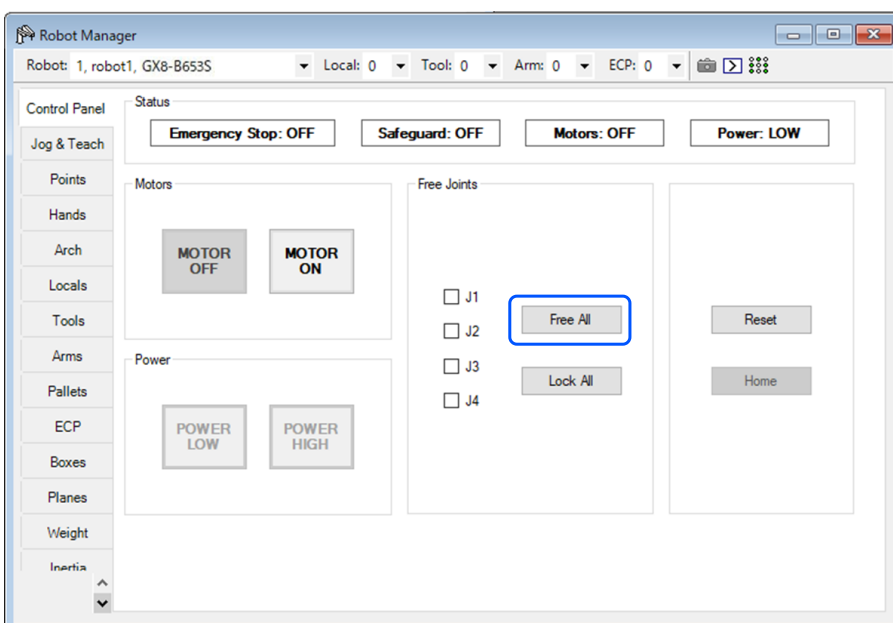 Robot Manager
Robot: 1, robot1, GX8-B653S Local: 0 Tool: 0 Arm: 0 ECP: 0
Control Panel
Jog & Teach
Points
Hands
Arch
Locals
Tools
Arms
Pallets
ECP
Boxes
Planes
Weight
Inertia
Status
Emergency Stop: OFF Safeguard: OFF Motors: OFF Power: LOW
Motors
MOTOR OFF
MOTOR ON
Power
POWER LOW
POWER HIGH
Free Joints
J1
J2
J3
J4
Free All
Lock All
Reset
Home